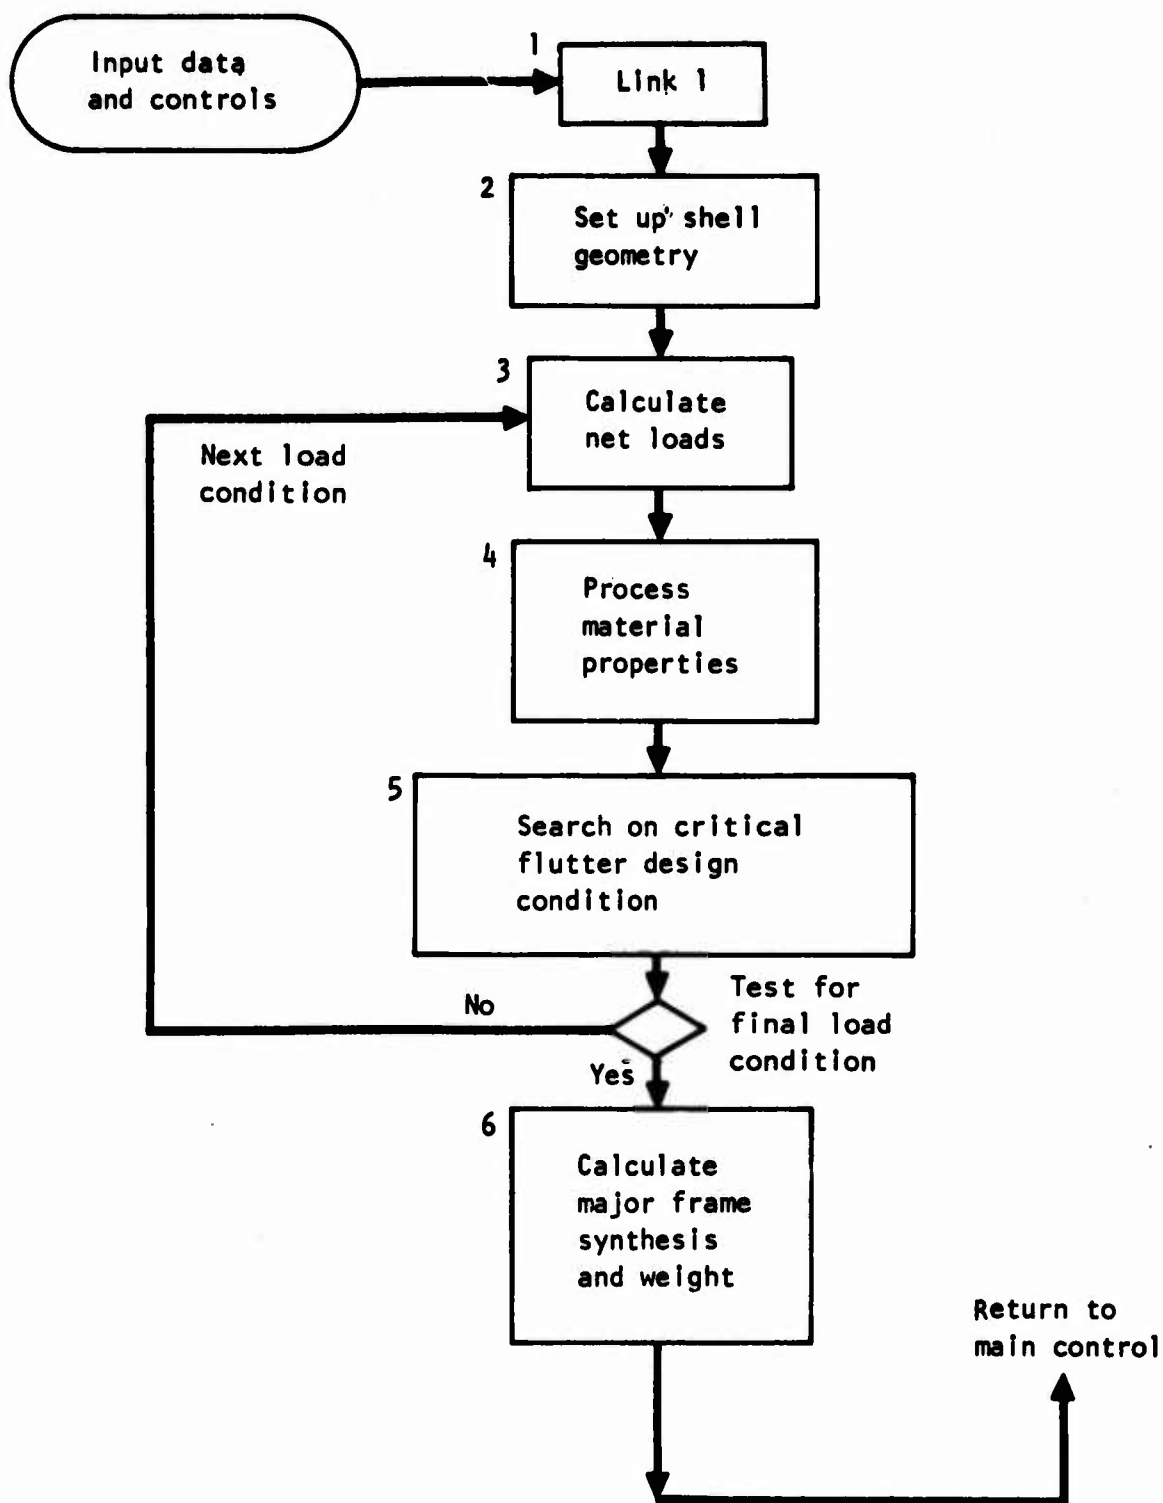 Input data
and controls
1
Link 1
2
Set up shell
geometry
3
Calculate
net loads
Next load
condition
4
Process
material
properties
5
Search on critical
flutter design
condition
No
Test for
final load
condition
Yes
6
Calculate
major frame
synthesis
and weight
Return to
main control